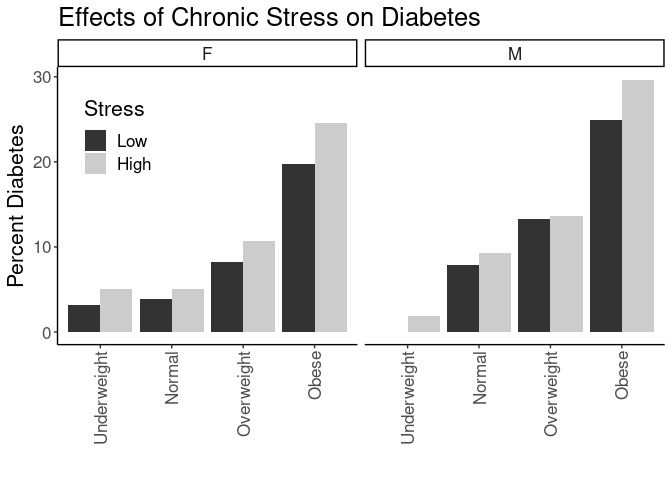 Effects of Chronic Stress on Diabetes
F
M
Percent Diabetes
30
20
10
0
Stress
Low
High
Underweight
Normal
Overweight
Obese
Underweight
Normal
Overweight
Obese